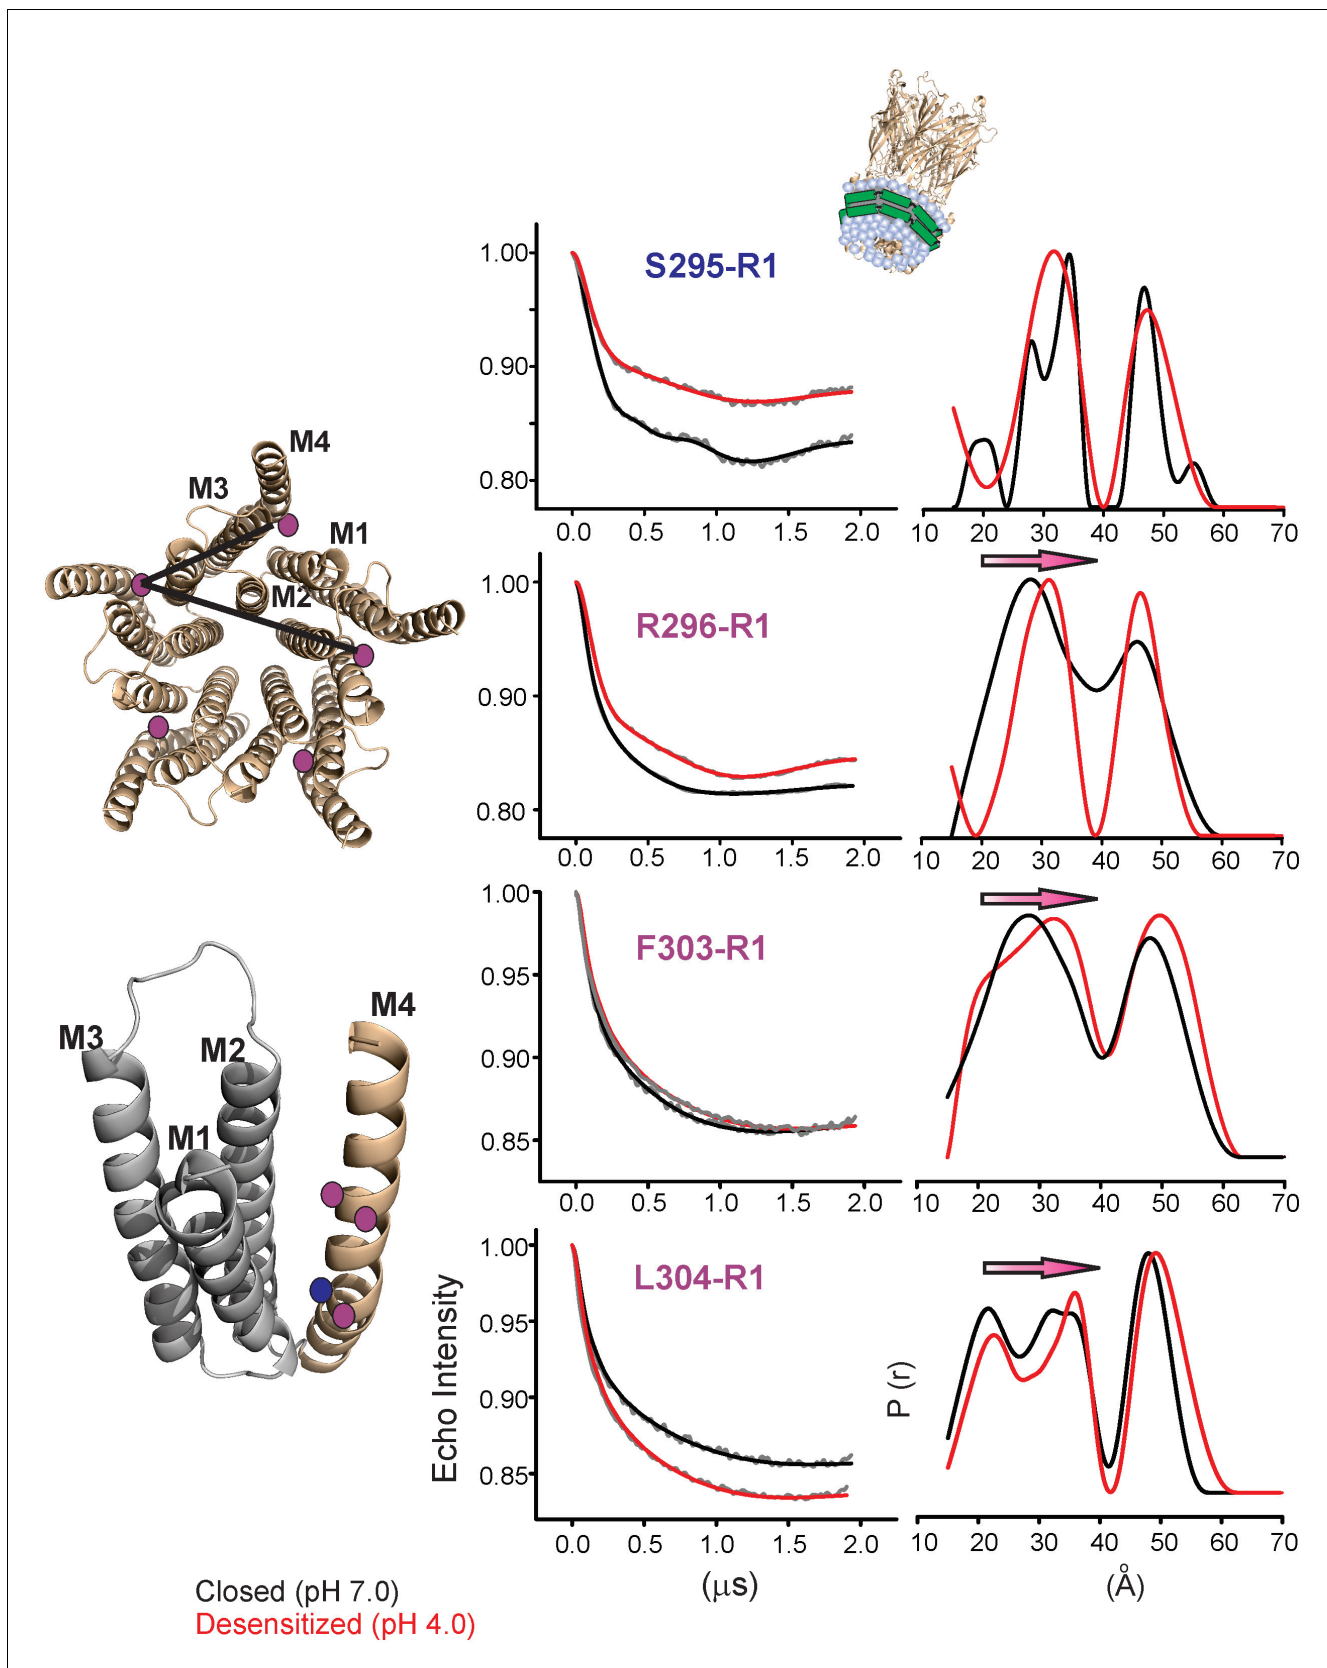 S295-R1
1.00
0.90
0.80
0.0 0.5 1.0 1.5 2.0
10 20 30 40 50 60 70
M4
M3
M1
M2
R296-R1
1.00
0.90
0.80
0.0 0.5 1.0 1.5 2.0
10 20 30 40 50 60 70
F303-R1
1.00
0.95
0.90
0.85
0.0 0.5 1.0 1.5 2.0
10 20 30 40 50 60 70
M4
M3
M2
M1
L304-R1
1.00
0.95
0.90
0.85
Echo Intensity
P (r)
0.0 0.5 1.0 1.5 2.0
10 20 30 40 50 60 70
(μs)
(Å)
Closed (pH 7.0)
Desensitized (pH 4.0)